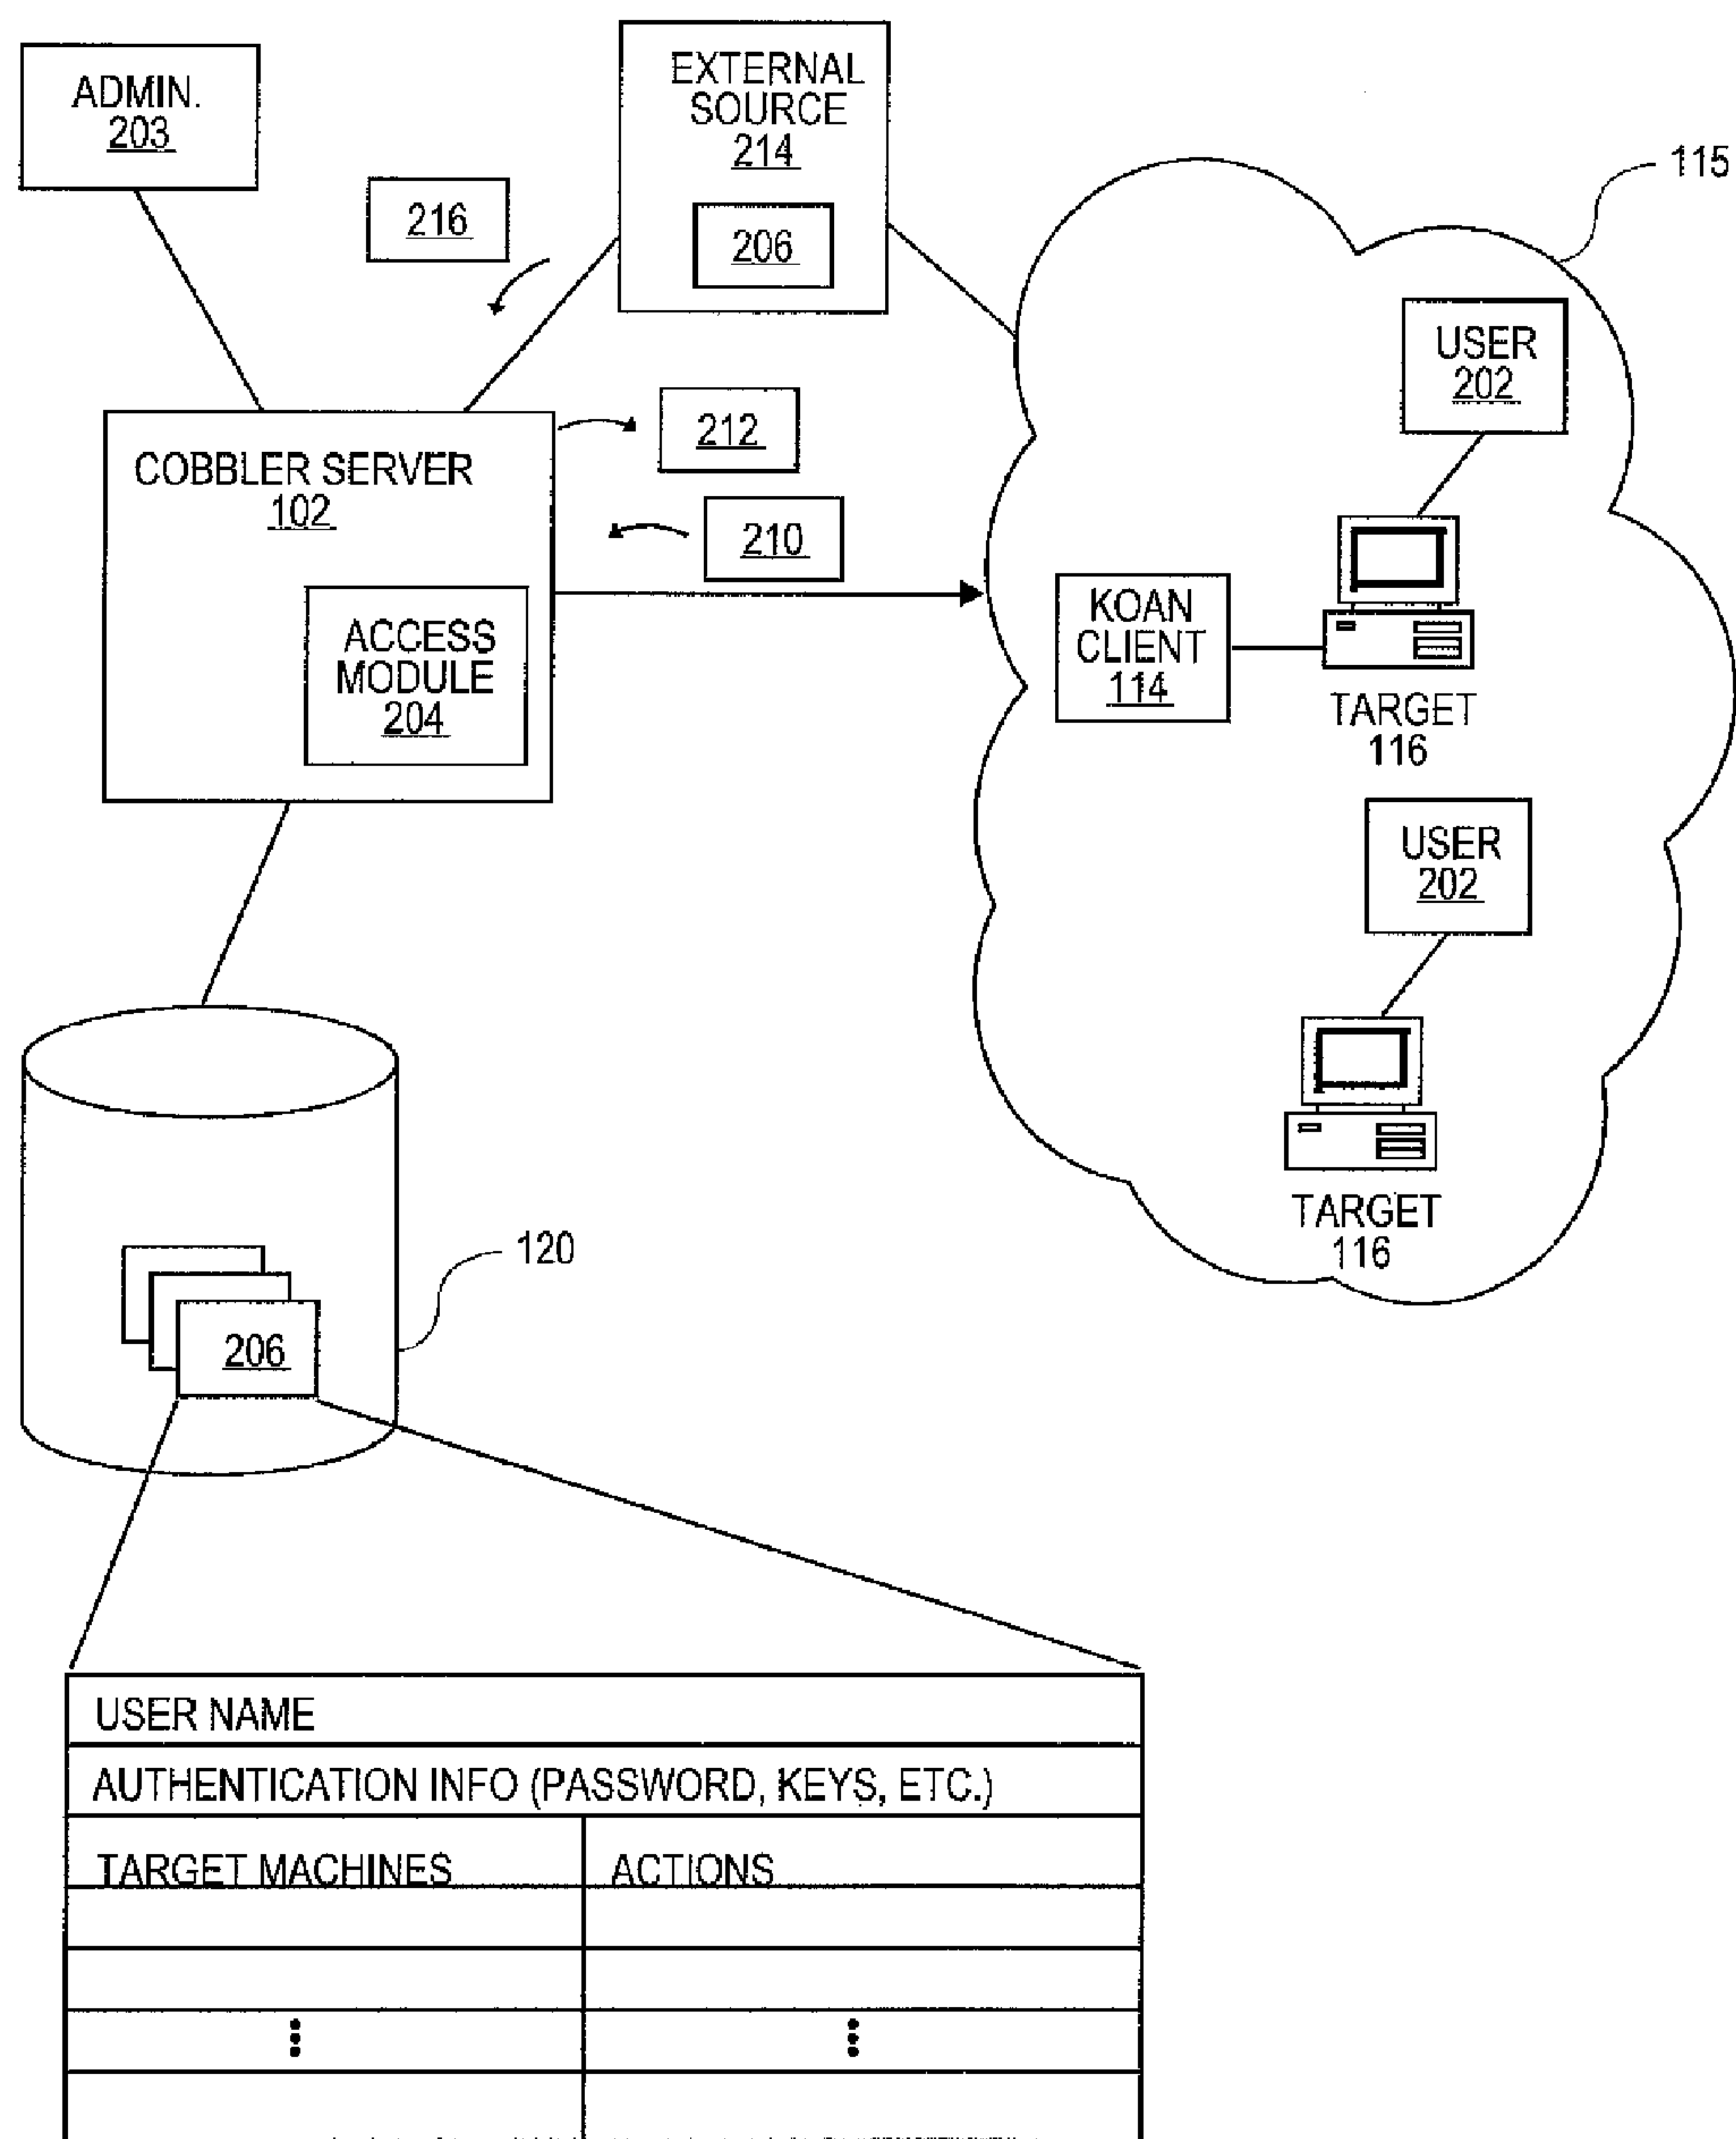 ADMIN.
203
EXTERNAL
SOURCE
214
206
216
115
USER
202
212
COBBLER SERVER
102
210
ACCESS
MODULE
204
KOAN
CLIENT
114
TARGET
116
USER
202
TARGET
116
120
206
USER NAME
AUTHENTICATION INFO (PASSWORD, KEYS, ETC.)
TARGET MACHINES
ACTIONS